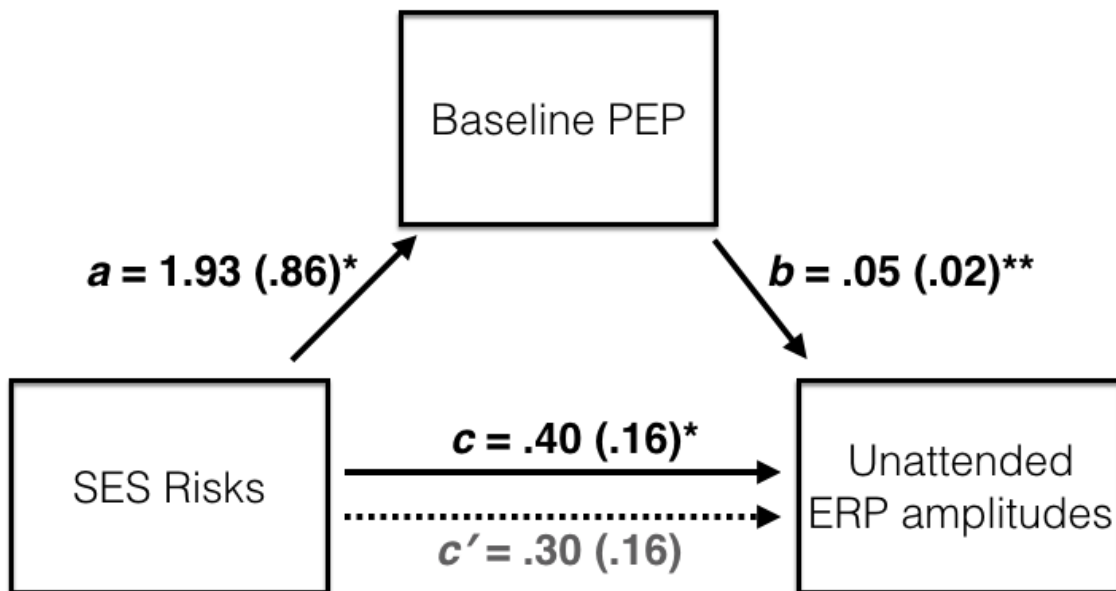 Baseline PEP
a = 1.93 (.86)*
b = .05 (.02)**
SES Risks
c = .40 (.16)*
c′ = .30 (.16)
Unattended
ERP amplitudes